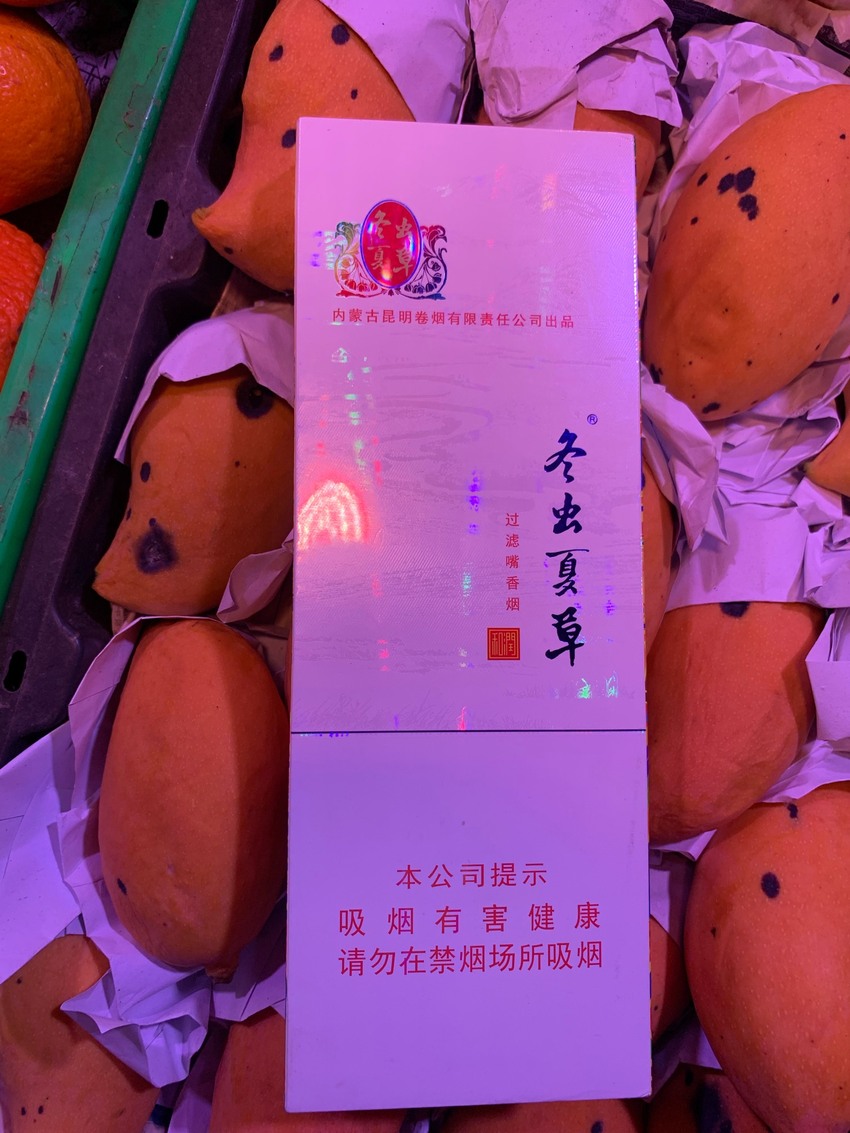 冬虫
夏草
内蒙古昆明卷烟有限责任公司出品
冬虫夏草®
过滤嘴香烟
和润
本公司提示
吸烟有害健康
请勿在禁烟场所吸烟